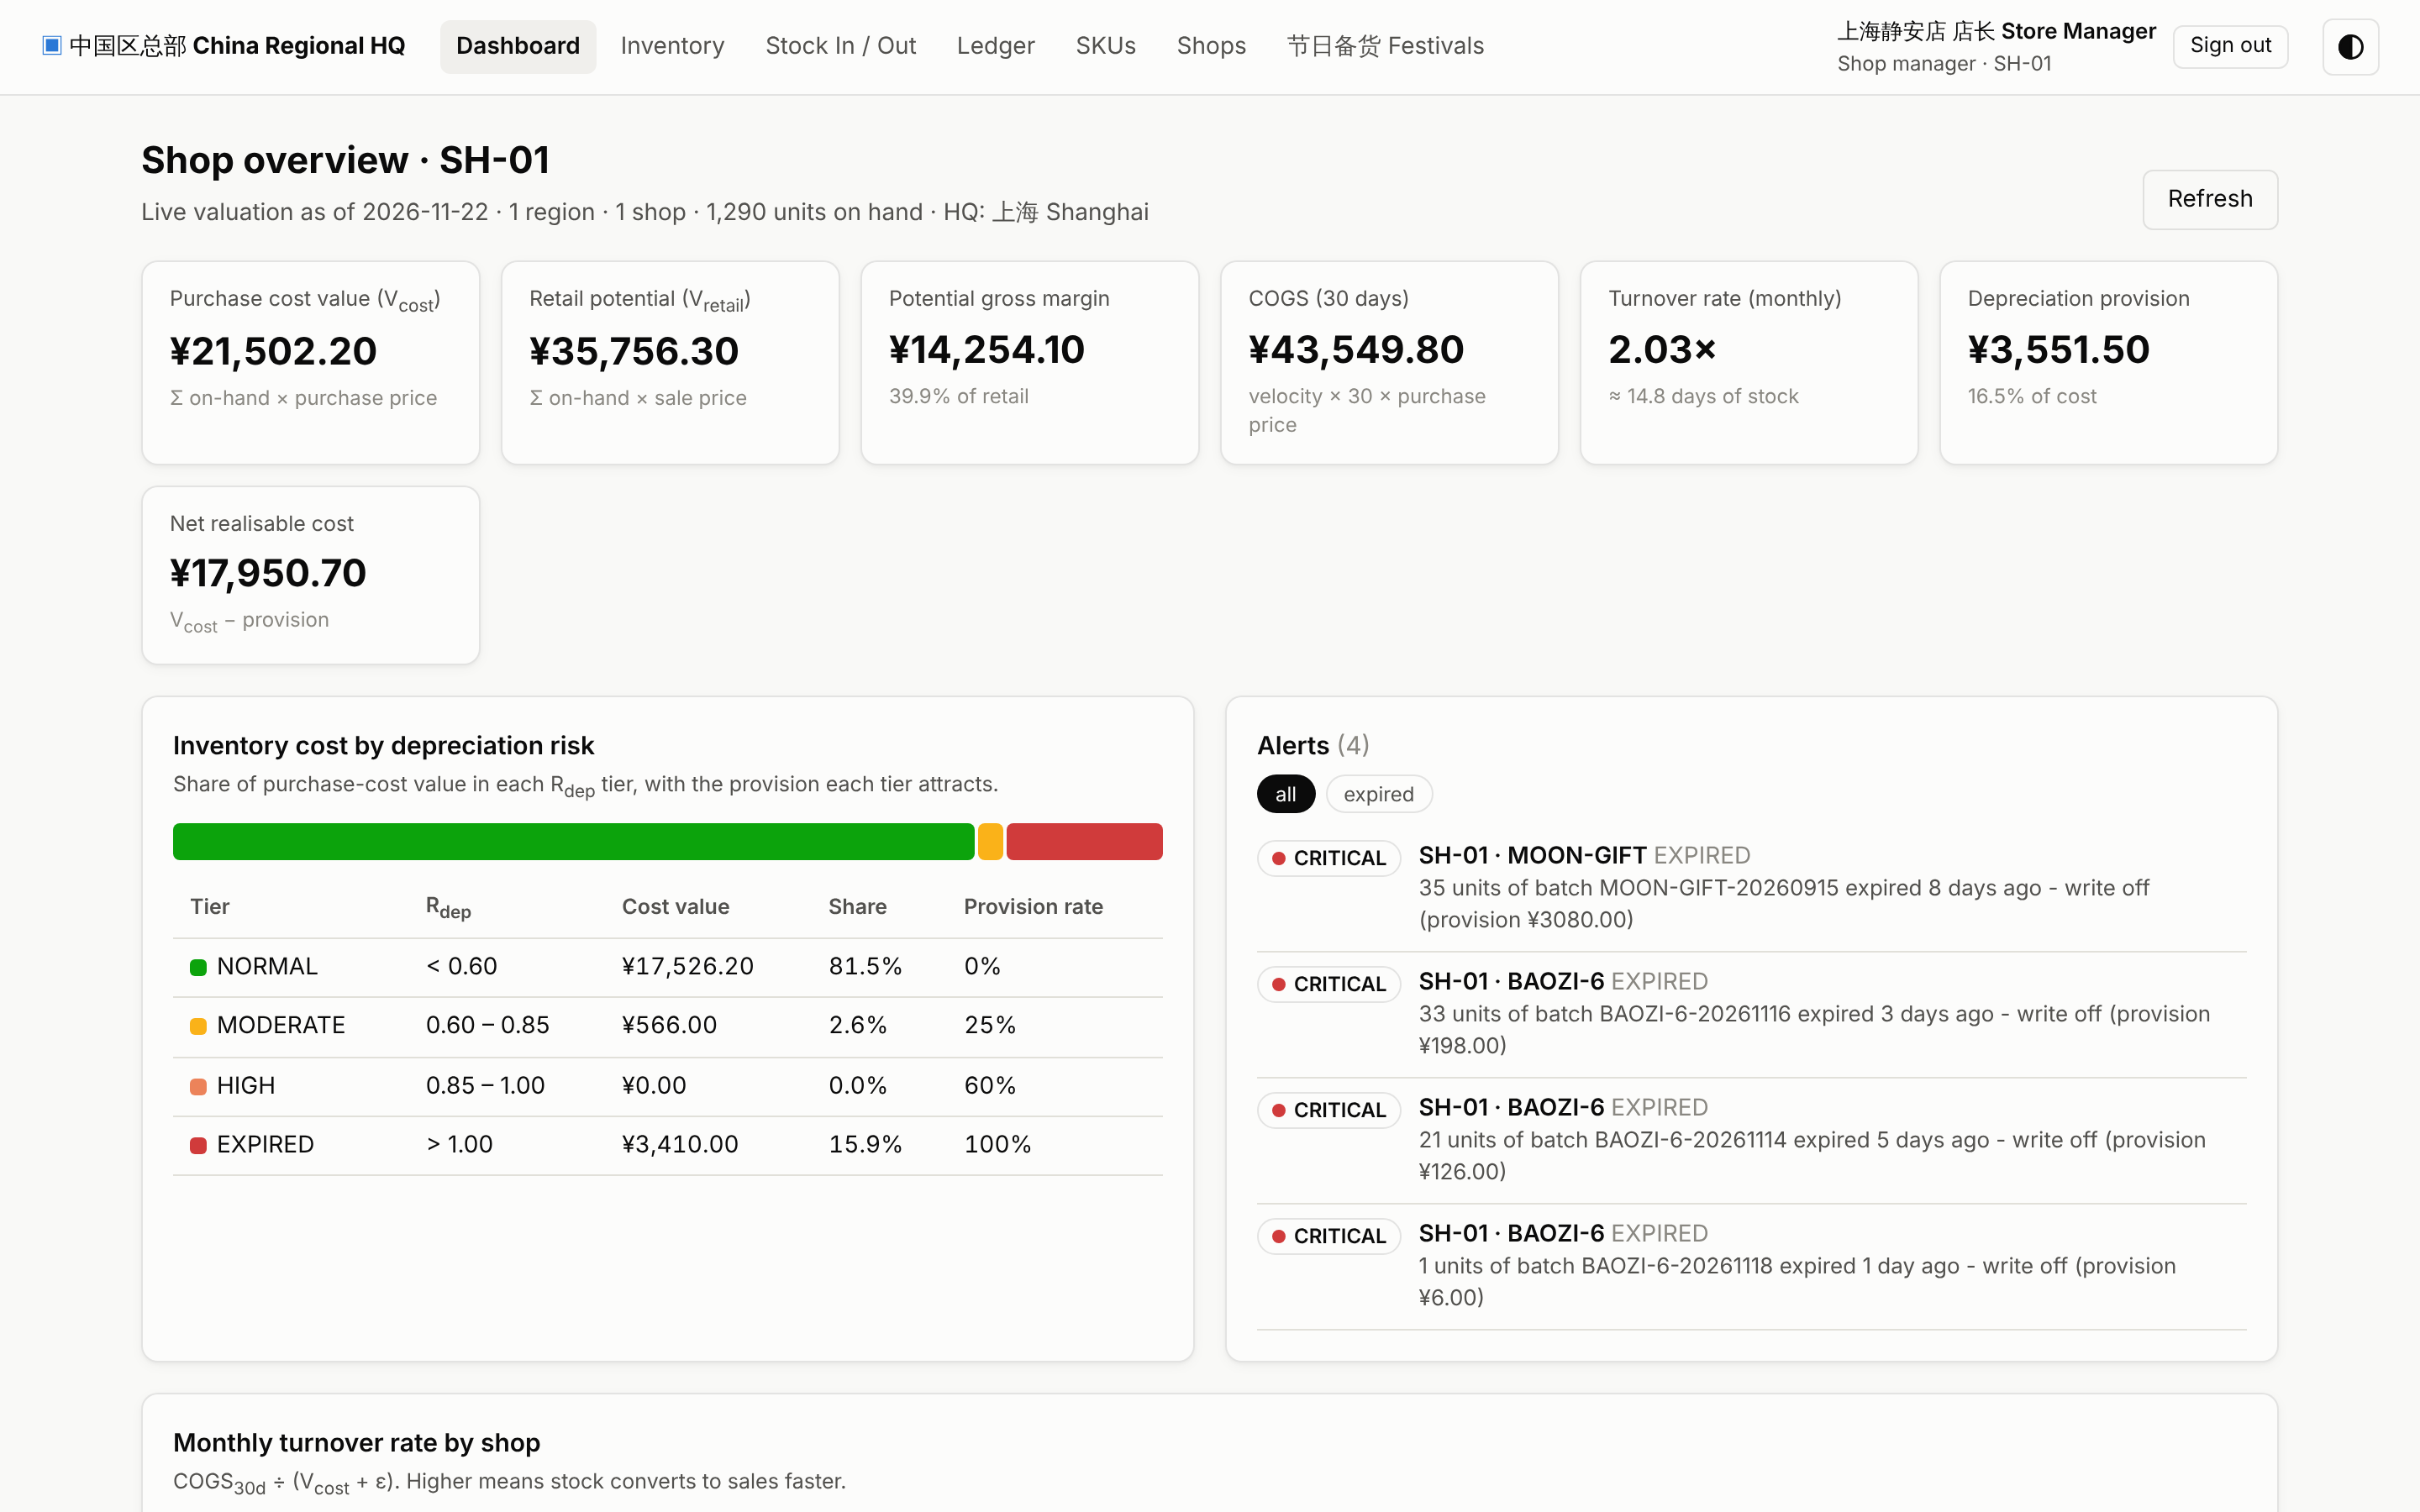 中国区总部 China Regional HQ
Dashboard
Inventory
Stock In / Out
Ledger
SKUs
Shops
节日备货 Festivals
上海静安店 店长 Store Manager
Shop manager · SH-01
Sign out
Shop overview · SH-01
Live valuation as of 2026-11-22 · 1 region · 1 shop · 1,290 units on hand · HQ: 上海 Shanghai
Refresh
Purchase cost value (Vcost)
¥21,502.20
Σ on-hand × purchase price
Retail potential (Vretail)
¥35,756.30
Σ on-hand × sale price
Potential gross margin
¥14,254.10
39.9% of retail
COGS (30 days)
¥43,549.80
velocity × 30 × purchase
price
Turnover rate (monthly)
2.03×
≈ 14.8 days of stock
Depreciation provision
¥3,551.50
16.5% of cost
Net realisable cost
¥17,950.70
Vcost − provision
Inventory cost by depreciation risk
Share of purchase-cost value in each Rdep tier, with the provision each tier attracts.
Tier Rdep Cost value Share Provision rate
NORMAL < 0.60 ¥17,526.20 81.5% 0%
MODERATE 0.60 – 0.85 ¥566.00 2.6% 25%
HIGH 0.85 – 1.00 ¥0.00 0.0% 60%
EXPIRED > 1.00 ¥3,410.00 15.9% 100%
Alerts (4)
all expired
CRITICAL SH-01 · MOON-GIFT EXPIRED
35 units of batch MOON-GIFT-20260915 expired 8 days ago - write off
(provision ¥3080.00)
CRITICAL SH-01 · BAOZI-6 EXPIRED
33 units of batch BAOZI-6-20261116 expired 3 days ago - write off (provision
¥198.00)
CRITICAL SH-01 · BAOZI-6 EXPIRED
21 units of batch BAOZI-6-20261114 expired 5 days ago - write off (provision
¥126.00)
CRITICAL SH-01 · BAOZI-6 EXPIRED
1 units of batch BAOZI-6-20261118 expired 1 day ago - write off (provision
¥6.00)
Monthly turnover rate by shop
COGS30d ÷ (Vcost + ε). Higher means stock converts to sales faster.